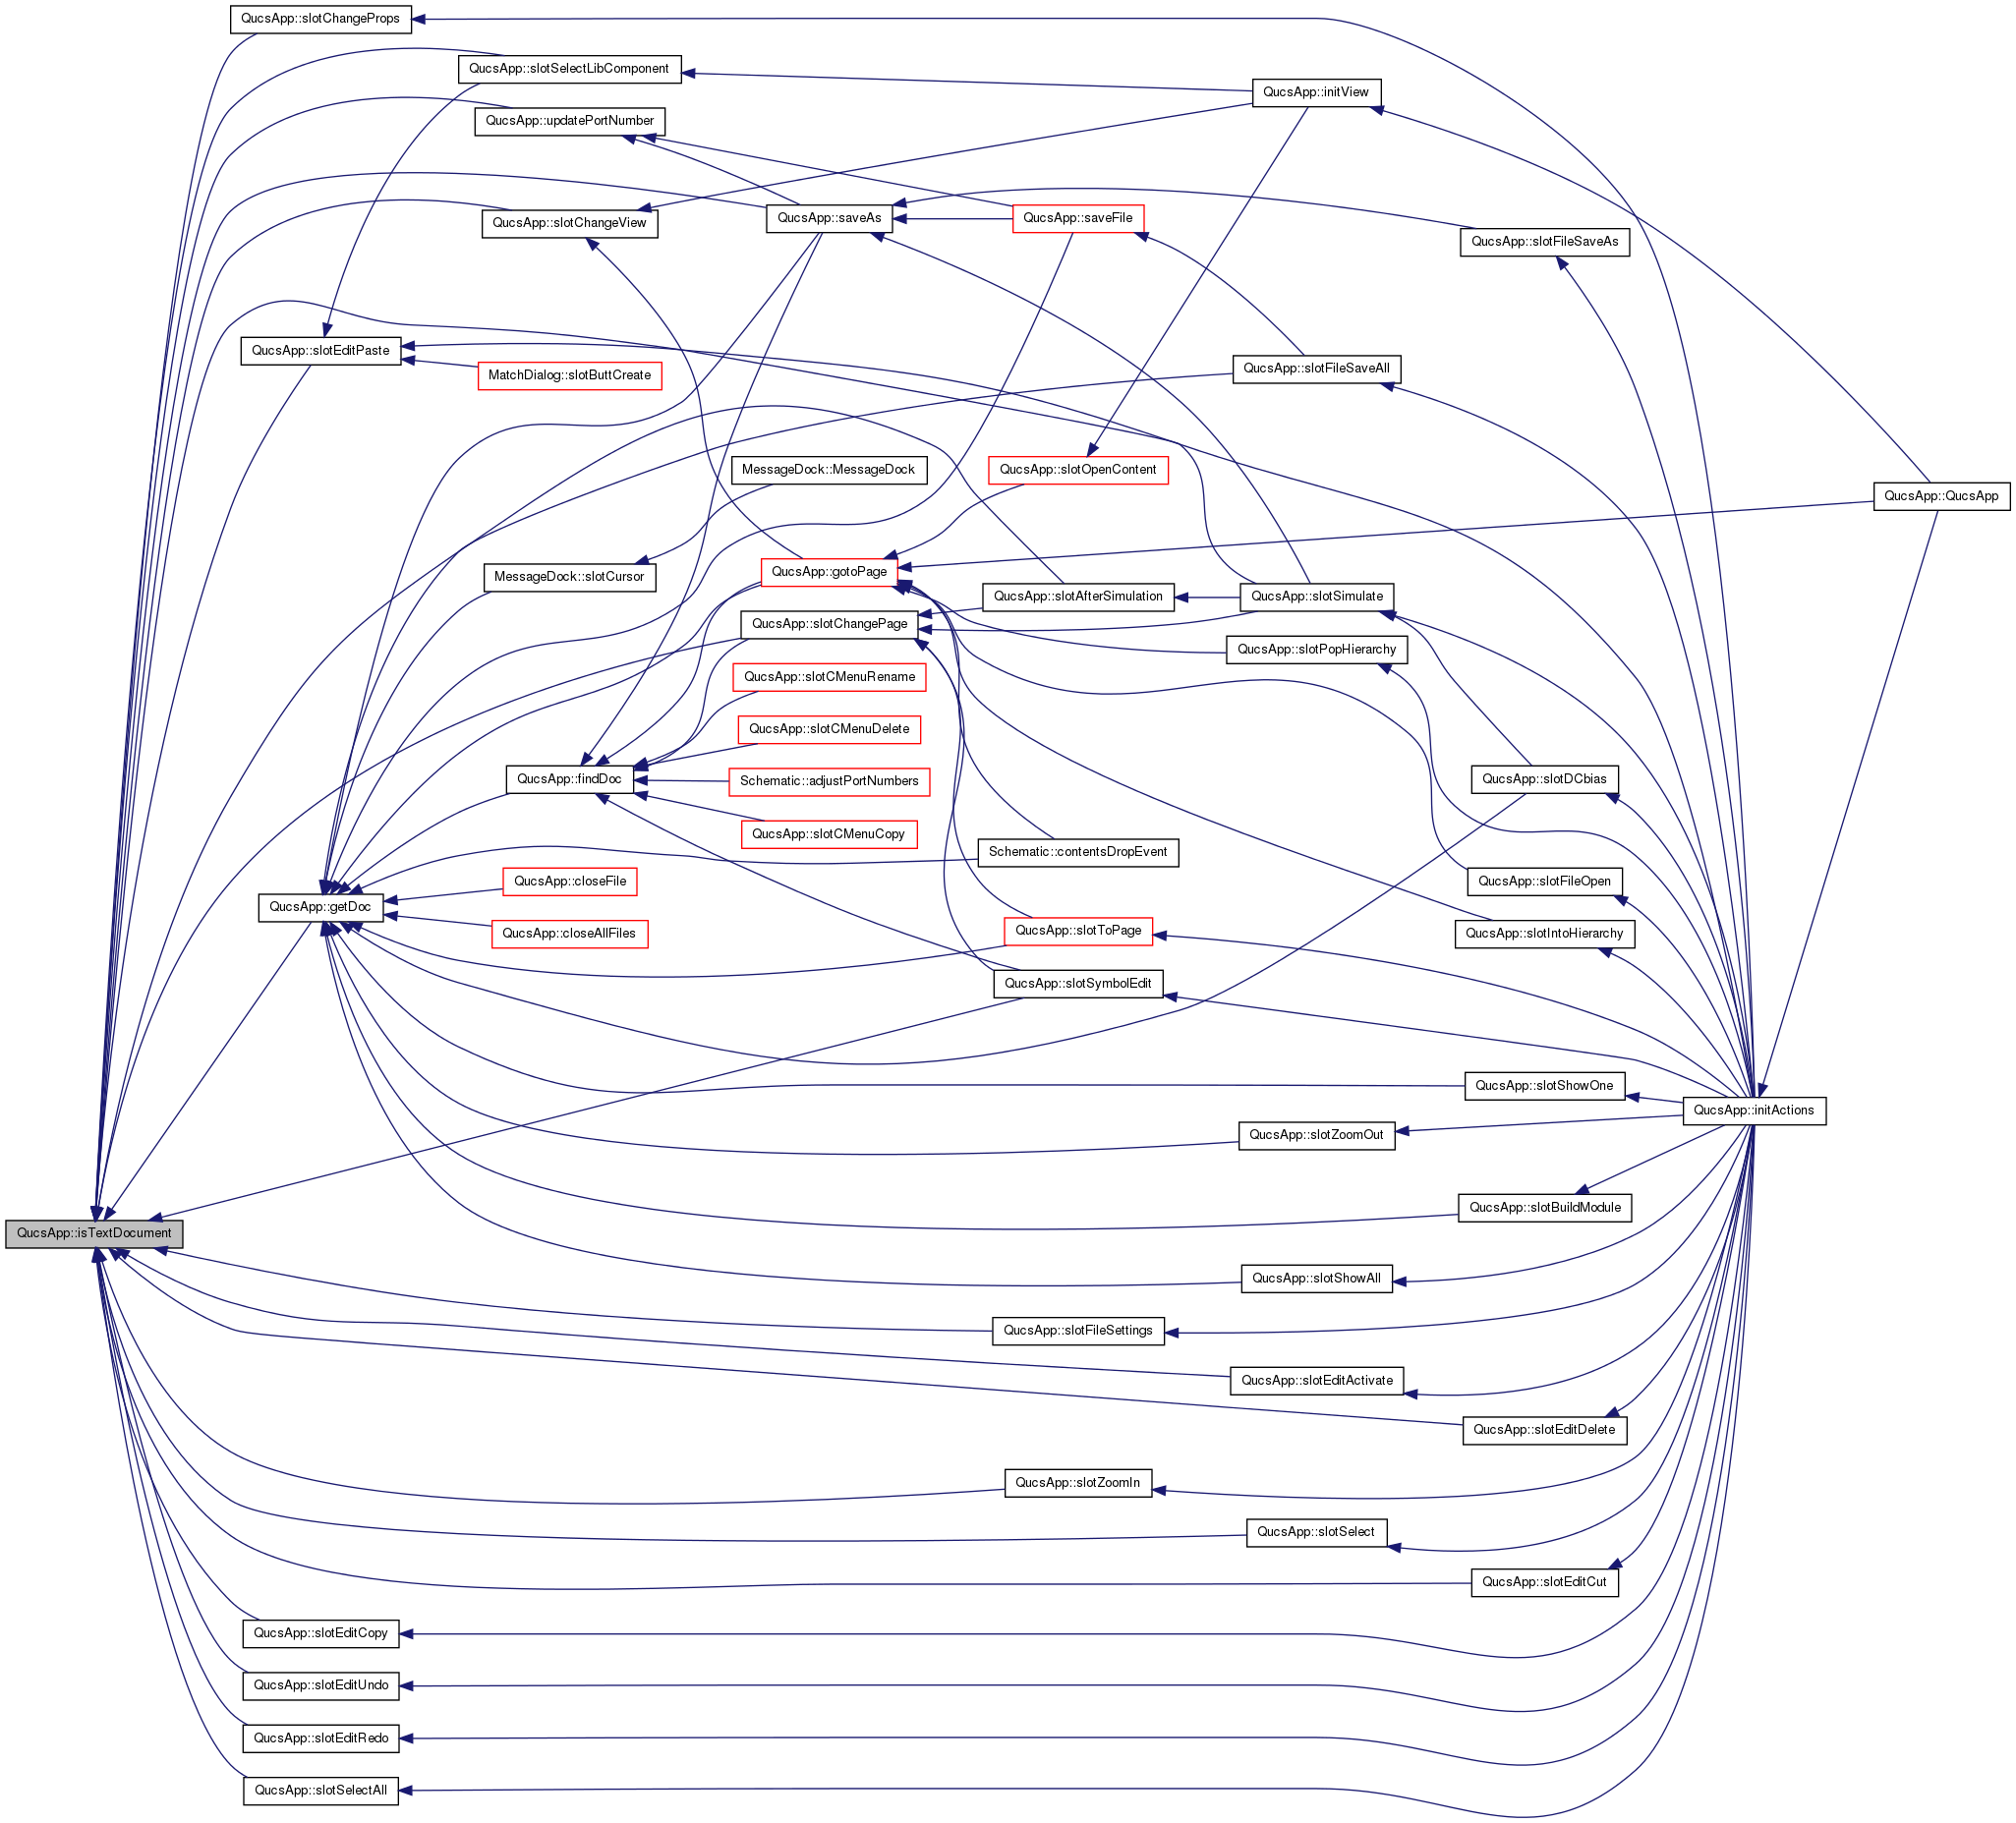 QucsApp::slotChangeProps
QucsApp::slotSelectLibComponent
QucsApp::initView
QucsApp::updatePortNumber
QucsApp::saveAs
QucsApp::saveFile
QucsApp::slotChangeView
QucsApp::slotFileSaveAs
QucsApp::slotEditPaste
MatchDialog::slotButtCreate
QucsApp::slotFileSaveAll
MessageDock::MessageDock
QucsApp::slotOpenContent
QucsApp::QucsApp
MessageDock::slotCursor
QucsApp::gotoPage
QucsApp::slotAfterSimulation
QucsApp::slotSimulate
QucsApp::slotChangePage
QucsApp::slotPopHierarchy
QucsApp::slotCMenuRename
QucsApp::slotCMenuDelete
QucsApp::findDoc
Schematic::adjustPortNumbers
QucsApp::slotDCbias
QucsApp::slotCMenuCopy
Schematic::contentsDropEvent
QucsApp::closeFile
QucsApp::slotFileOpen
QucsApp::getDoc
QucsApp::closeAllFiles
QucsApp::slotToPage
QucsApp::slotIntoHierarchy
QucsApp::slotSymbolEdit
QucsApp::slotShowOne
QucsApp::initActions
QucsApp::slotZoomOut
QucsApp::slotBuildModule
QucsApp::isTextDocument
QucsApp::slotShowAll
QucsApp::slotFileSettings
QucsApp::slotEditActivate
QucsApp::slotEditDelete
QucsApp::slotZoomIn
QucsApp::slotSelect
QucsApp::slotEditCut
QucsApp::slotEditCopy
QucsApp::slotEditUndo
QucsApp::slotEditRedo
QucsApp::slotSelectAll